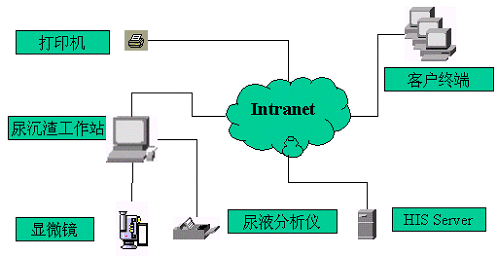 打印机
客户终端
Intranet
尿沉渣工作站
显微镜
尿液分析仪
HIS Server